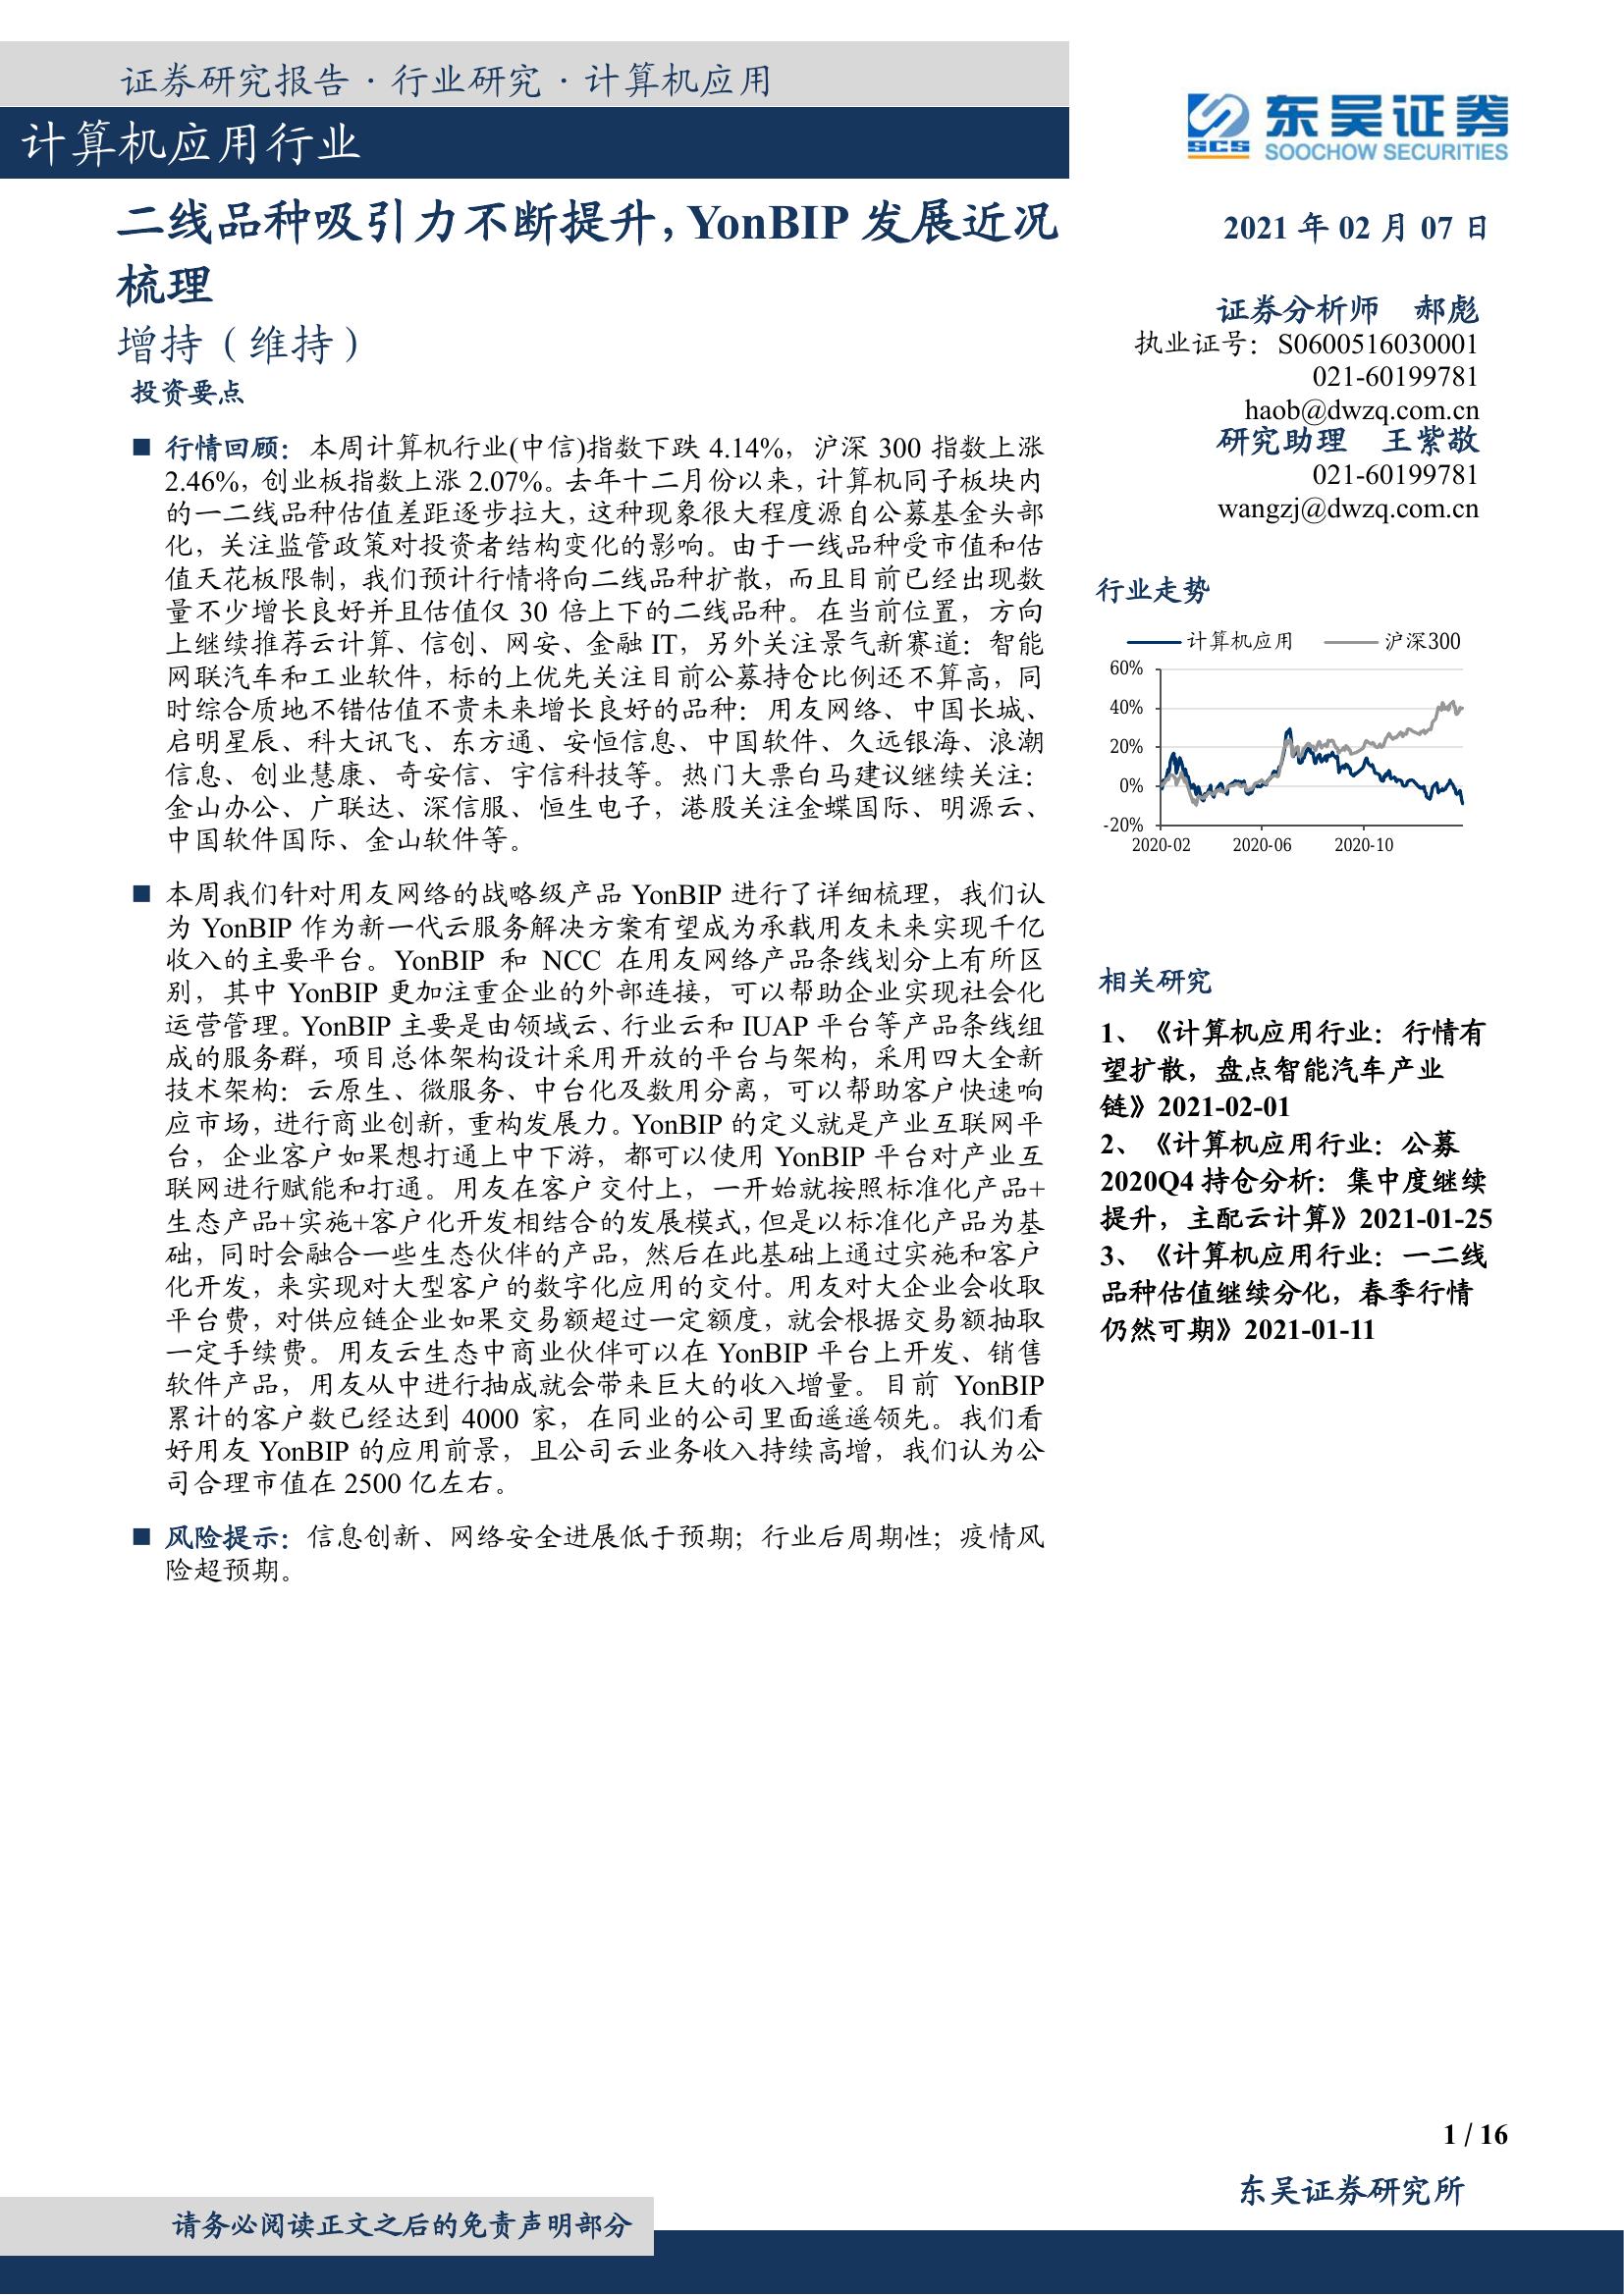 证券研究报告·行业研究·计算机应用
计算机应用行业
东吴证券
SCS
SOOCHOW SECURITIES
二线品种吸引力不断提升，YonBIP 发展近况
梳理
增持（维持）
投资要点
■ 行情回顾：本周计算机行业(中信)指数下跌 4.14%，沪深 300 指数上涨
2.46%，创业板指数上涨 2.07%。去年十二月份以来，计算机同子板块内
的一二线品种估值差距逐步拉大，这种现象很大程度源自公募基金头部
化，关注监管政策对投资者结构变化的影响。由于一线品种受市值和估
值天花板限制，我们预计行情将向二线品种扩散，而且目前已经出现数
量不少增长良好并且估值仅 30 倍上下的二线品种。在当前位置，方向
上继续推荐云计算、信创、网安、金融 IT，另外关注景气新赛道：智能
网联汽车和工业软件，标的上优先关注目前公募持仓比例还不算高，同
时综合质地不错估值不贵未来增长良好的品种：用友网络、中国长城、
启明星辰、科大讯飞、东方通、安恒信息、中国软件、久远银海、浪潮
信息、创业慧康、奇安信、宇信科技等。热门大票白马建议继续关注：
金山办公、广联达、深信服、恒生电子，港股关注金蝶国际、明源云、
中国软件国际、金山软件等。
■ 本周我们针对用友网络的战略级产品 YonBIP 进行了详细梳理，我们认
为 YonBIP 作为新一代云服务解决方案有望成为承载用友未来实现千亿
收入的主要平台。YonBIP 和 NCC 在用友网络产品条线划分上有所区
别，其中 YonBIP 更加注重企业的外部连接，可以帮助企业实现社会化
运营管理。YonBIP 主要是由领域云、行业云和 IUAP 平台等产品条线组
成的服务群，项目总体架构设计采用开放的平台与架构，采用四大全新
技术架构：云原生、微服务、中台化及数用分离，可以帮助客户快速响
应市场，进行商业创新，重构发展力。YonBIP 的定义就是产业互联网平
台，企业客户如果想打通上中下游，都可以使用 YonBIP 平台对产业互
联网进行赋能和打通。用友在客户交付上，一开始就按照标准化产品+
生态产品+实施+客户化开发相结合的发展模式，但是以标准化产品为基
础，同时会融合一些生态伙伴的产品，然后在此基础上通过实施和客户
化开发，来实现对大型客户的数字化应用的交付。用友对大企业会收取
平台费，对供应链企业如果交易额超过一定额度，就会根据交易额抽取
一定手续费。用友云生态中商业伙伴可以在 YonBIP 平台上开发、销售
软件产品，用友从中进行抽成就会带来巨大的收入增量。目前 YonBIP
累计的客户数已经达到 4000 家，在同业的公司里面遥遥领先。我们看
好用友 YonBIP 的应用前景，且公司云业务收入持续高增，我们认为公
司合理市值在 2500 亿左右。
■ 风险提示：信息创新、网络安全进展低于预期；行业后周期性；疫情风
险超预期。
2021 年 02 月 07 日
证券分析师 郝彪
执业证号：S0600516030001
021-60199781
haob@dwzq.com.cn
研究助理 王紫敬
021-60199781
wangzj@dwzq.com.cn
行业走势
计算机应用 沪深300
60%
40%
20%
0%
-20%
2020-02 2020-06 2020-10
相关研究
1、《计算机应用行业：行情有
望扩散，盘点智能汽车产业
链》2021-02-01
2、《计算机应用行业：公募
2020Q4 持仓分析：集中度继续
提升，主配云计算》2021-01-25
3、《计算机应用行业：一二线
品种估值继续分化，春季行情
仍然可期》2021-01-11
1 / 16
东吴证券研究所
请务必阅读正文之后的免责声明部分